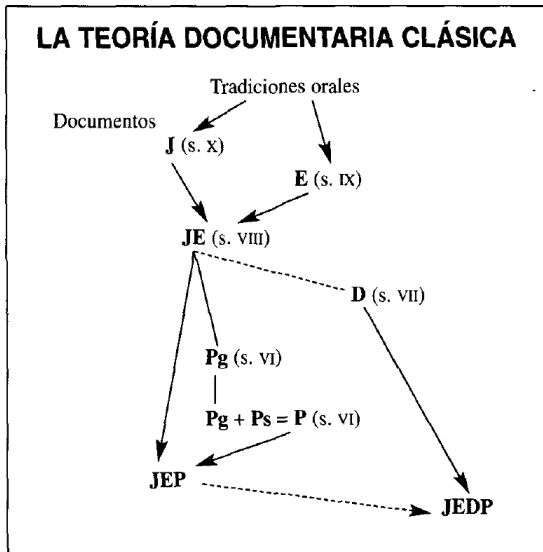 LA TEORÍA DOCUMENTARIA CLÁSICA
Tradiciones orales
Documentos
J (s. X)
E (s. IX)
JE (s. VIII)
D (s. VII)
Pg (s. VI)
Pg + Ps = P (s. VI)
JEP
JEDP